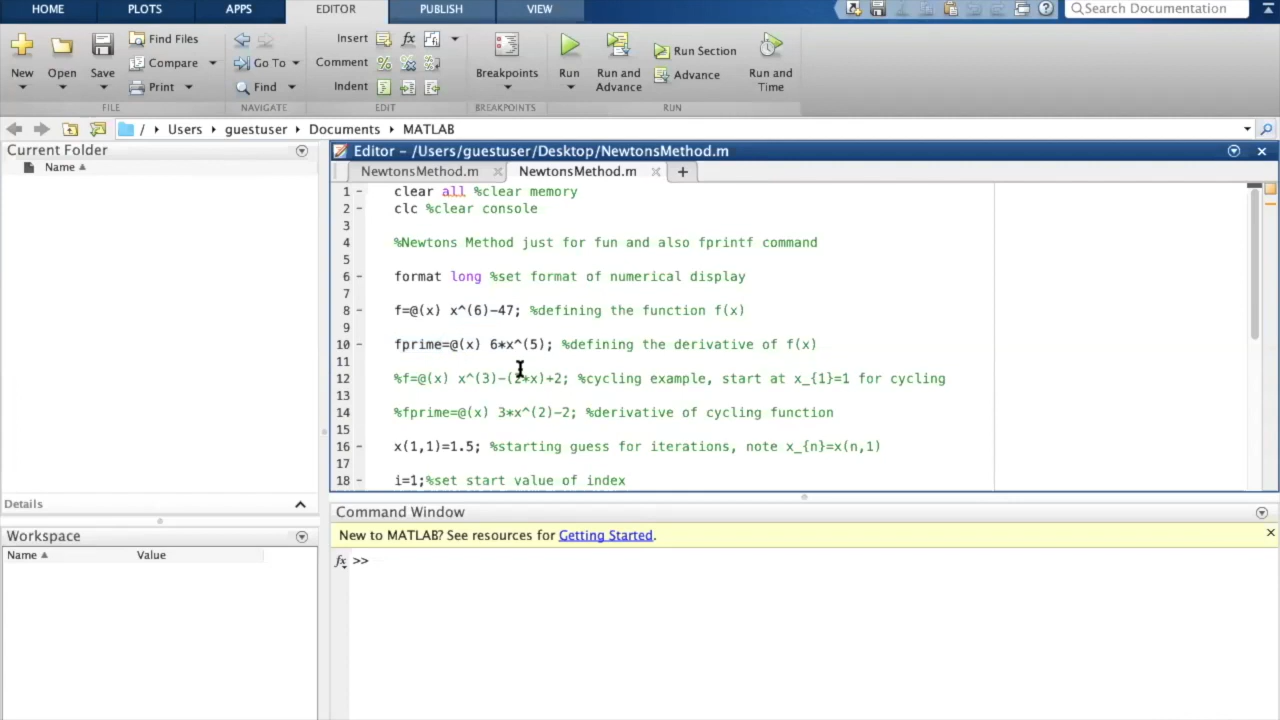 HOME PLOTS APPS EDITOR PUBLISH VIEW Search Documentation
New Open Save Find Files Compare Print
Go To Find
Insert fx
Comment
Indent
Breakpoints
Run Run and Advance Run Section Advance Run and Time
FILE NAVIGATE EDIT BREAKPOINTS RUN
/ Users guestuser Documents MATLAB
Current Folder
Name
Editor - /Users/guestuser/Desktop/NewtonsMethod.m
NewtonsMethod.m NewtonsMethod.m
1 clear all %clear memory
2 clc %clear console
3
4 %Newtons Method just for fun and also fprintf command
5
6 format long %set format of numerical display
7
8 f=@(x) x^(6)-47; %defining the function f(x)
9
10 fprime=@(x) 6*x^(5); %defining the derivative of f(x)
11
12 %f=@(x) x^(3)-(2*x)+2; %cycling example, start at x_{1}=1 for cycling
13
14 %fprime=@(x) 3*x^(2)-2; %derivative of cycling function
15
16 x(1,1)=1.5; %starting guess for iterations, note x_{n}=x(n,1)
17
18 i=1;%set start value of index
Details
Workspace
Name Value
Command Window
New to MATLAB? See resources for Getting Started.
fx >>